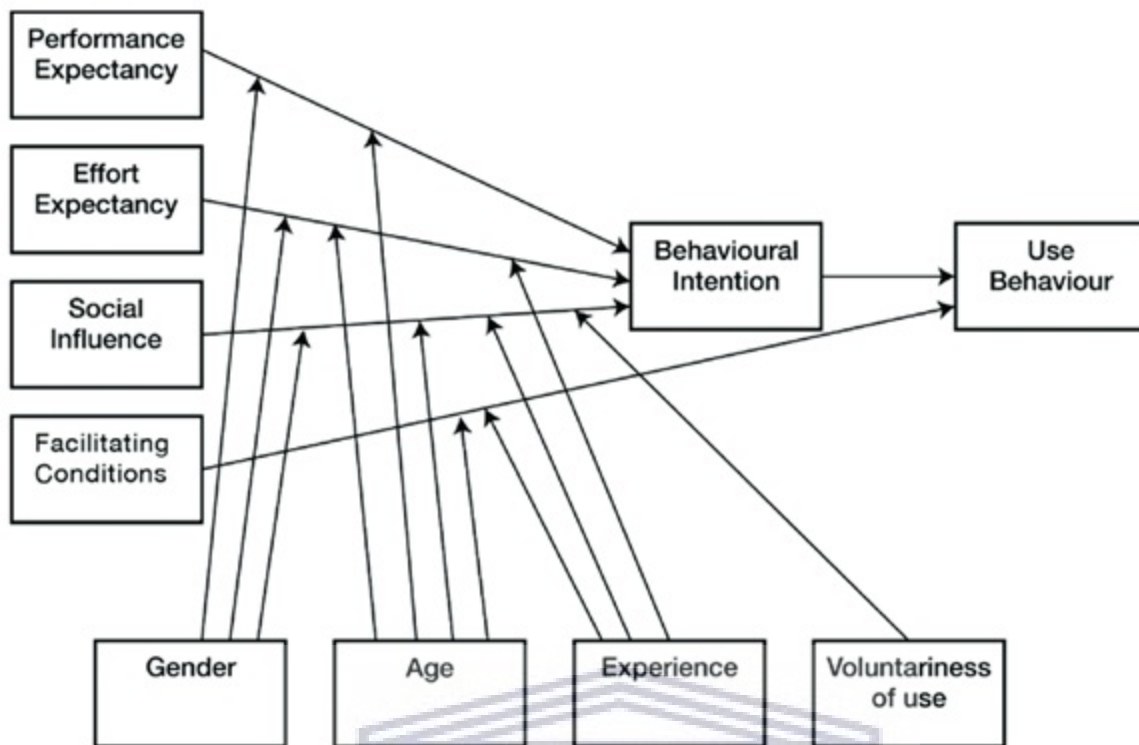 Performance
Expectancy
Effort
Expectancy
Social
Influence
Facilitating
Conditions
Behavioural
Intention
Use
Behaviour
Gender
Age
Experience
Voluntariness
of use